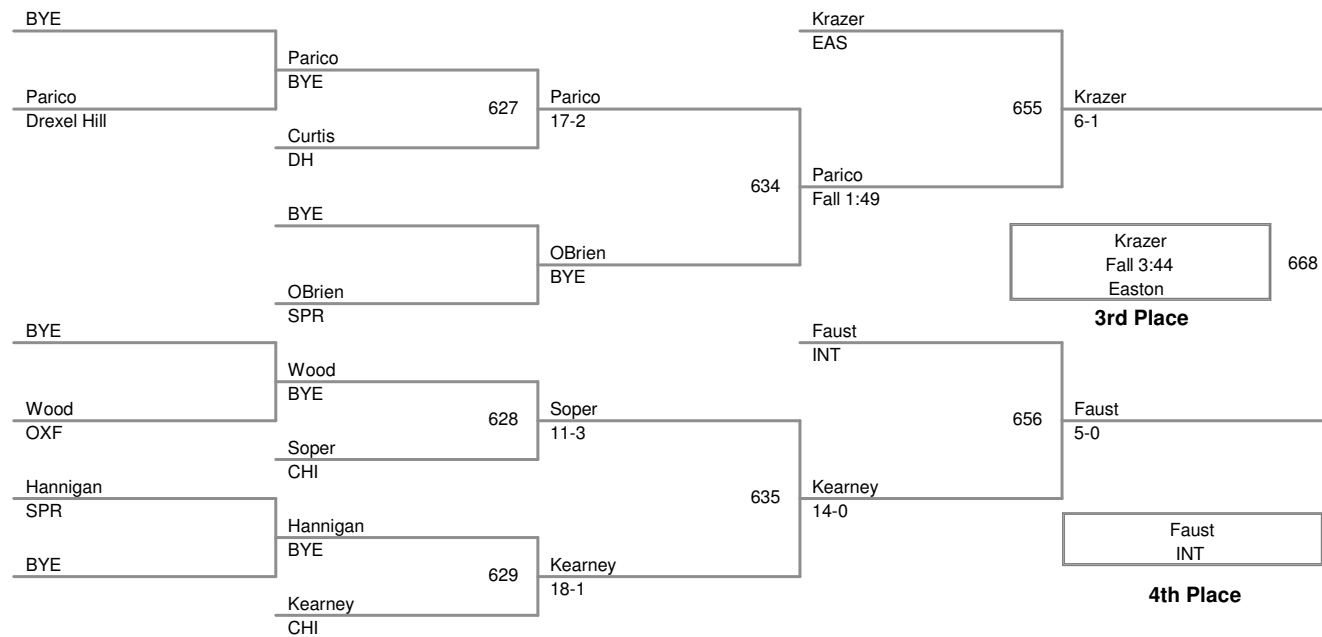 BYE
Krazer
EAS
Parico
BYE
Parico
Drexel Hill
627
Parico
17-2
655
Krazer
6-1
Curtis
DH
634
Parico
Fall 1:49
BYE
OBrien
BYE
Krazer
Fall 3:44
Easton
668
3rd Place
OBrien
SPR
BYE
Faust
INT
Wood
BYE
Wood
OXF
628
Soper
11-3
656
Faust
5-0
Soper
CHI
Hannigan
SPR
635
Kearney
14-0
Hannigan
BYE
Faust
INT
4th Place
BYE
629
Kearney
18-1
Kearney
CHI